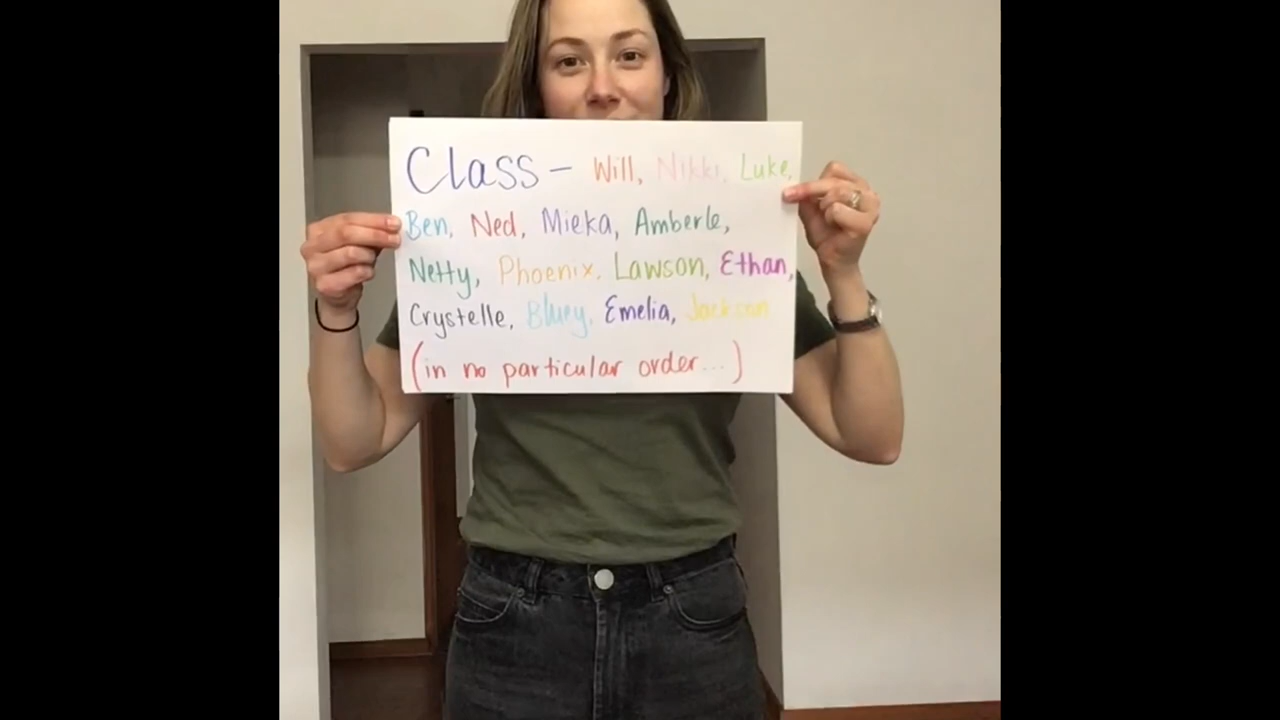 Class - Will, Nikki, Luke,
Ben, Ned, Mieka, Amberle,
Netty, Phoenix, Lawson, Ethan,
Crystelle, Bluey, Emelia, Jackson
(in no particular order...)